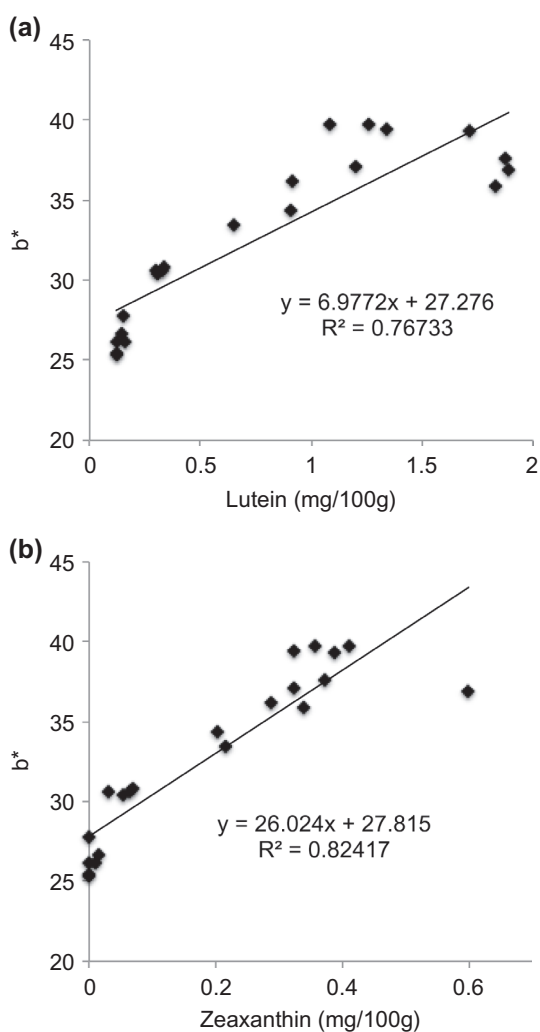 (a)
45
40
35
b*
30
y = 6.9772x + 27.276
R² = 0.76733
25
20
0 0.5 1 1.5 2
Lutein (mg/100g)
(b)
45
40
35
b*
30
y = 26.024x + 27.815
R² = 0.82417
25
20
0 0.2 0.4 0.6
Zeaxanthin (mg/100g)